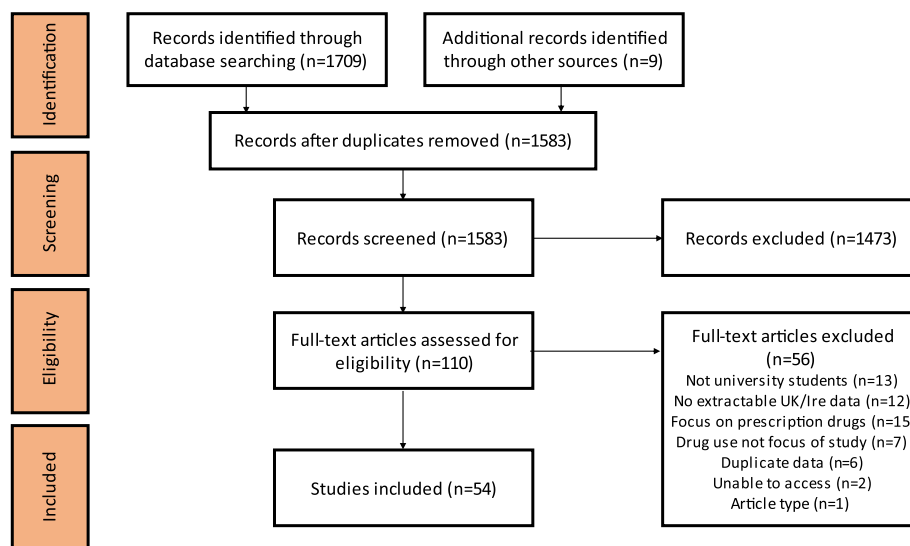 Identification
Records identified through
database searching (n=1709)
Additional records identified
through other sources (n=9)
Records after duplicates removed (n=1583)
Screening
Records screened (n=1583)
Records excluded (n=1473)
Eligibility
Full-text articles assessed for
eligibility (n=110)
Full-text articles excluded
(n=56)
Not university students (n=13)
No extractable UK/Ire data (n=12)
Focus on prescription drugs (n=15
Drug use not focus of study (n=7)
Duplicate data (n=6)
Unable to access (n=2)
Article type (n=1)
Included
Studies included (n=54)